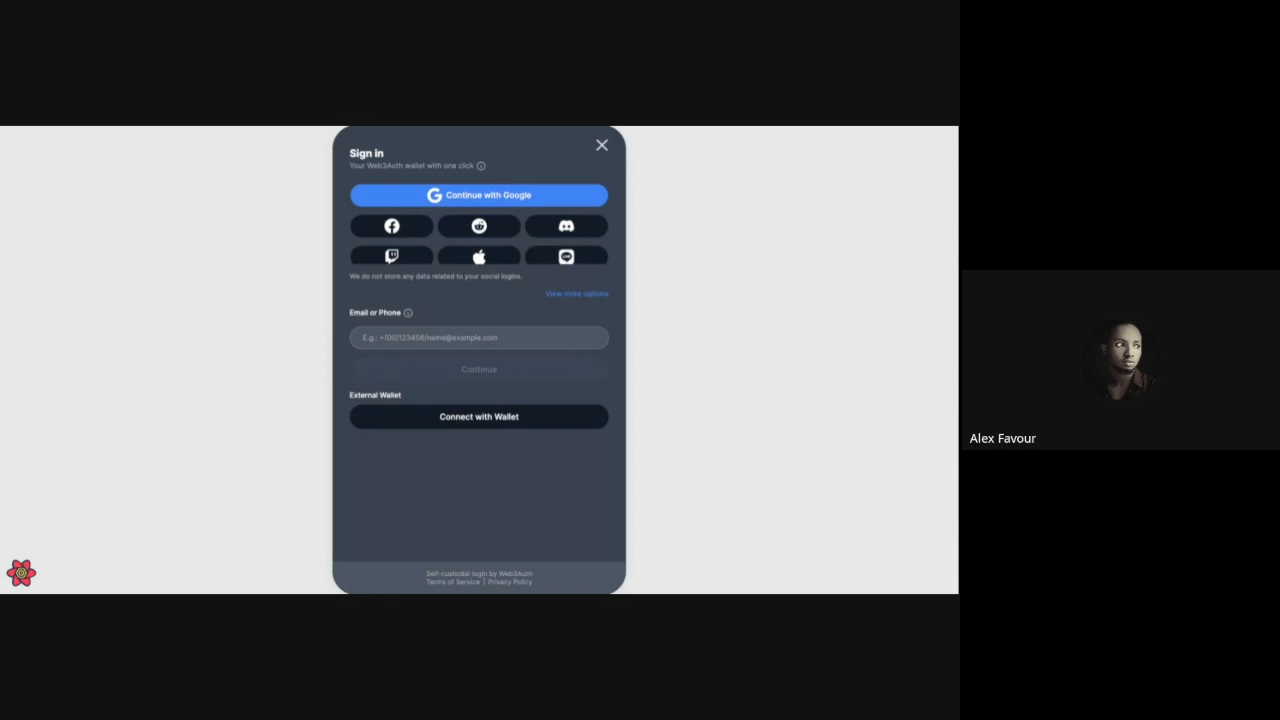 Sign in
Your Web3Auth wallet with one click
Continue with Google
We do not store any data related to your social logins.
View more options
Email or Phone
E.g.: +(00)123456/name@example.com
Continue
External Wallet
Connect with Wallet
Self-custodial login by Web3Auth
Terms of Service | Privacy Policy
Alex Favour